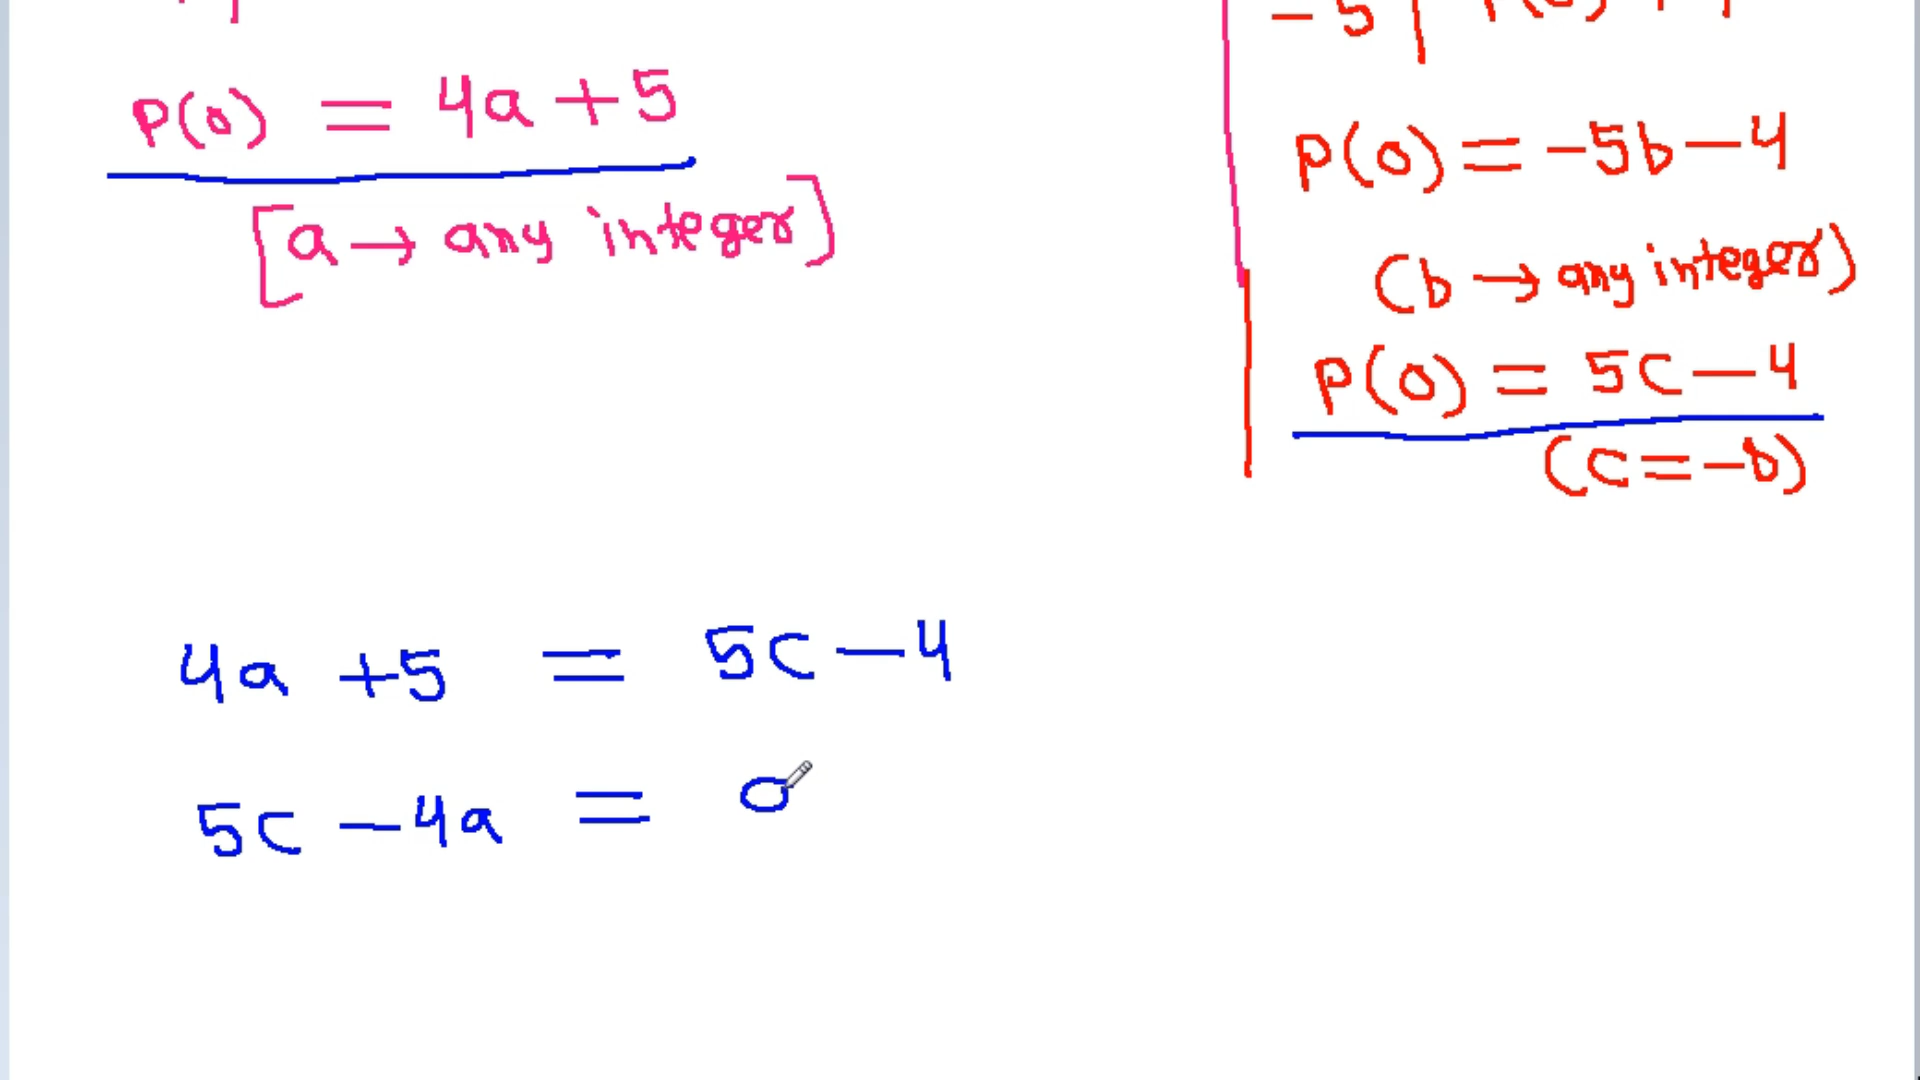 P(0) = 4a + 5
[a → any integer]
P(0) = -5b - 4
(b → any integer)
P(0) = 5c - 4
(c = -b)
4a + 5 = 5c - 4
5c - 4a =